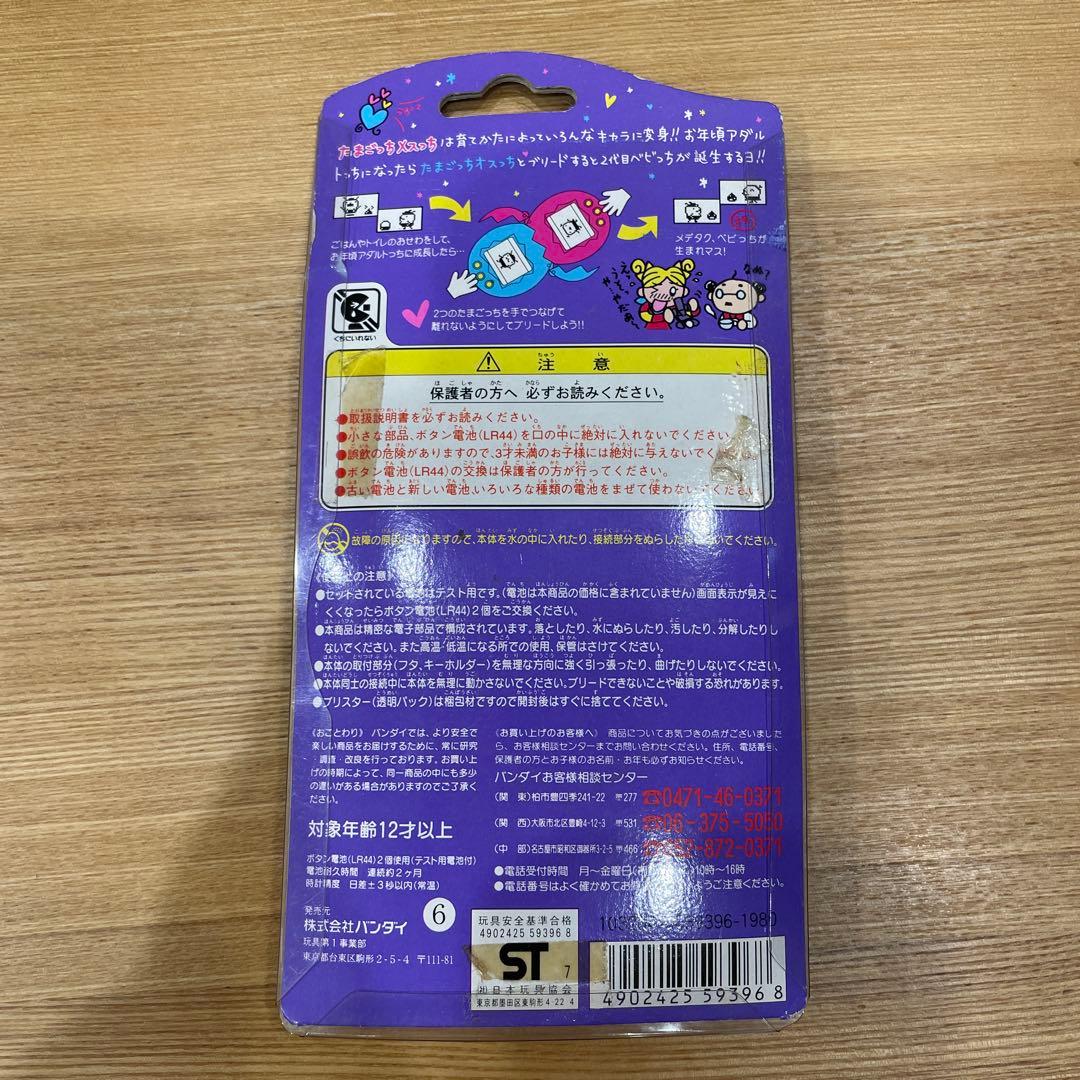 たまごっちメスっちは育てかたによっていろんなキャラに変身!! お年頃アダル
トっちになったらたまごっちオスっちとブリードすると2代目ベビっちが誕生するヨ!!
ごはんやトイレのおせわをして、
お年頃アダルトっちに成長したら…
メデタク、ベビっちが
生まれマス!
なぬ?
くちにいれない
2つのたまごっちを手でつなげて
離れないようにしてブリードしよう!!
注意
保護者の方へ 必ずお読みください。
●取扱説明書を必ずお読みください。
●小さな部品、ボタン電池(LR44)を口の中に絶対に入れないでください。
●誤飲の危険がありますので、3才未満のお子様には絶対に与えないでください。
●ボタン電池(LR44)の交換は保護者の方が行ってください。
●古い電池と新しい電池、いろいろな種類の電池をまぜて使わないでください。
故障の原因になりますので、本体を水の中に入れたり、接続部分をぬらしたりしないでください。
の注意》
●セットされている電池はテスト用です。(電池は本商品の価格に含まれていません)画面表示が見えに
くくなったらボタン電池(LR44)2個をご交換ください。
●本商品は精密な電子部品で構成されています。落としたり、水にぬらしたり、汚したり、分解したりし
ないでください。また高温・低温になる所での使用、保管はさけてください。
●本体の取付部分(フタ、キーホルダー)を無理な方向に強く引っ張ったり、曲げたりしないでください。
●本体同士の接続中に本体を無理に動かさないでください。ブリードできないことや破損する恐れがあります。
●ブリスター(透明パック)は梱包材ですので開封後はすぐに捨ててください。
《おことわり》 バンダイでは、より安全で
楽しい商品をお届けするために、常に研究
・調査・改良を行っております。お買い上
げの時期によって、同一商品の中にも多少
の違いがある場合がありますのでご了承く
ださい。
対象年齢12才以上
ボタン電池(LR44)2個使用(テスト用電池付)
電池耐久時間 連続約2ヶ月
時計精度 日差±3秒以内(常温)
発売元
株式会社バンダイ
玩具第1事業部
東京都台東区駒形2-5-4 〒111-81
6
《お買い上げのお客様へ》 商品についてお気づきの点がございました
ら、お客様相談センターまでお問い合わせください。住所、電話番号、
保護者の方とお子様のお名前・お年も必ずお知らせください。
バンダイお客様相談センター
(関 東)柏市豊四季241-22 〒277 ☎0471-46-0371
(関 西)大阪市北区豊崎4-12-3 〒531 ☎06-375-5050
(中 部)名古屋市昭和区御器所3-2-5 〒466 ☎052-872-0371
●電話受付時間 月～金曜日 10時～16時
●電話番号はよく確かめてお ようご注意ください。
玩具安全基準合格
4902425 59396 8
ST 7
(社)日本玩具協会
東京都墨田区東駒形4-22-4
396-1980
4902425 593968